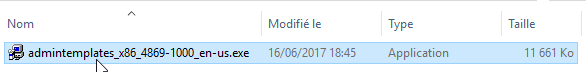 Nom Modifié le Type Taille
admintemplates_x86_4869-1000_en-us.exe 16/06/2017 18:45 Application 11 661 Ko